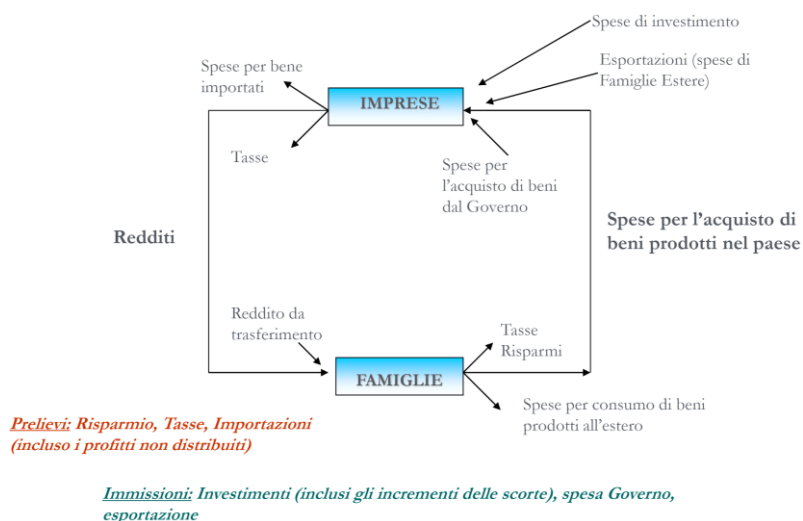 Spese di investimento
Spese per bene
importati
Esportazioni (spese di
Famiglie Estere)
IMPRESE
Tasse
Spese per
l'acquisto di beni
dal Governo
Redditi
Spese per l'acquisto di
beni prodotti nel paese
Reddito da
trasferimento
Tasse
Risparmi
FAMIGLIE
Spese per consumo di beni
prodotti all'estero
Prelievi: Risparmio, Tasse, Importazioni
(incluso i profitti non distribuiti)
Immissioni: Investimenti (inclusi gli incrementi delle scorte), spesa Governo,
esportazione